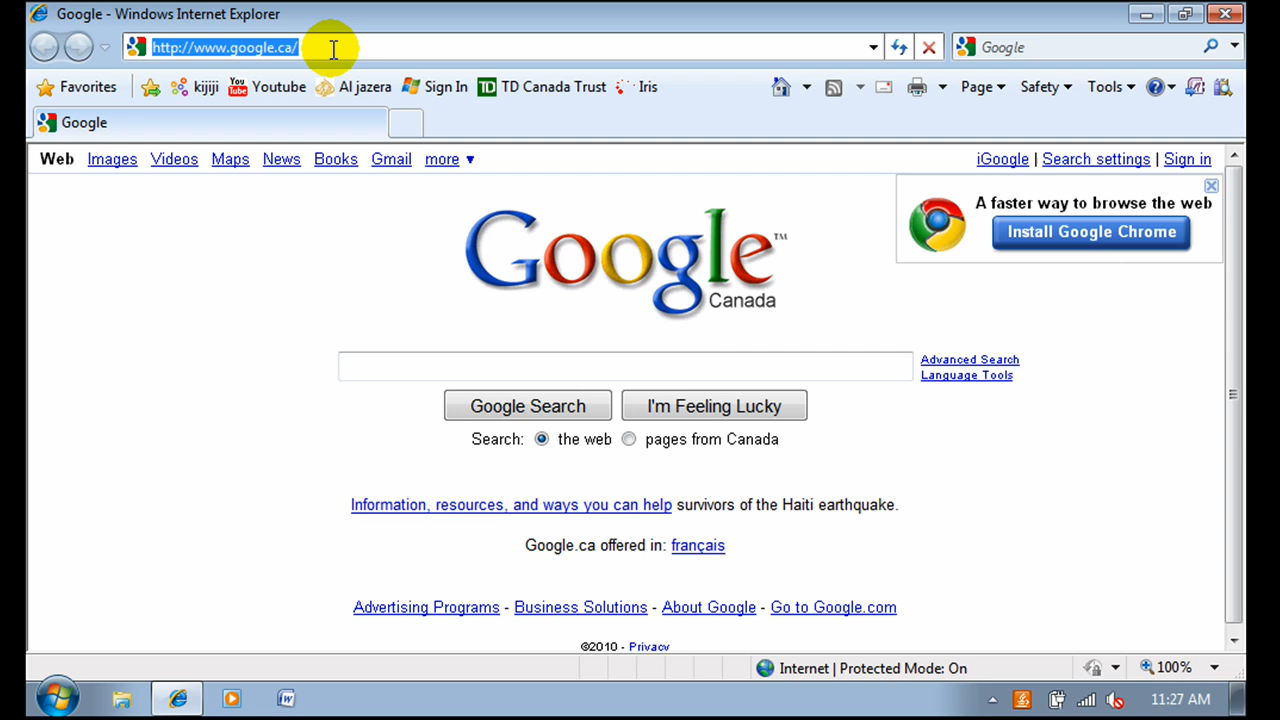 Google - Windows Internet Explorer
http://www.google.ca/
Google
Favorites kijiji You Tube Youtube Al jazera Sign In TD TD Canada Trust Iris Page Safety Tools
Google
Web Images Videos Maps News Books Gmail more ▼ iGoogle | Search settings | Sign in
A faster way to browse the web
Install Google Chrome
Google™
Canada
Advanced Search
Language Tools
Google Search I'm Feeling Lucky
Search: the web pages from Canada
Information, resources, and ways you can help survivors of the Haiti earthquake.
Google.ca offered in: français
Advertising Programs - Business Solutions - About Google - Go to Google.com
©2010 - Privacy
Internet | Protected Mode: On 100%
11:27 AM